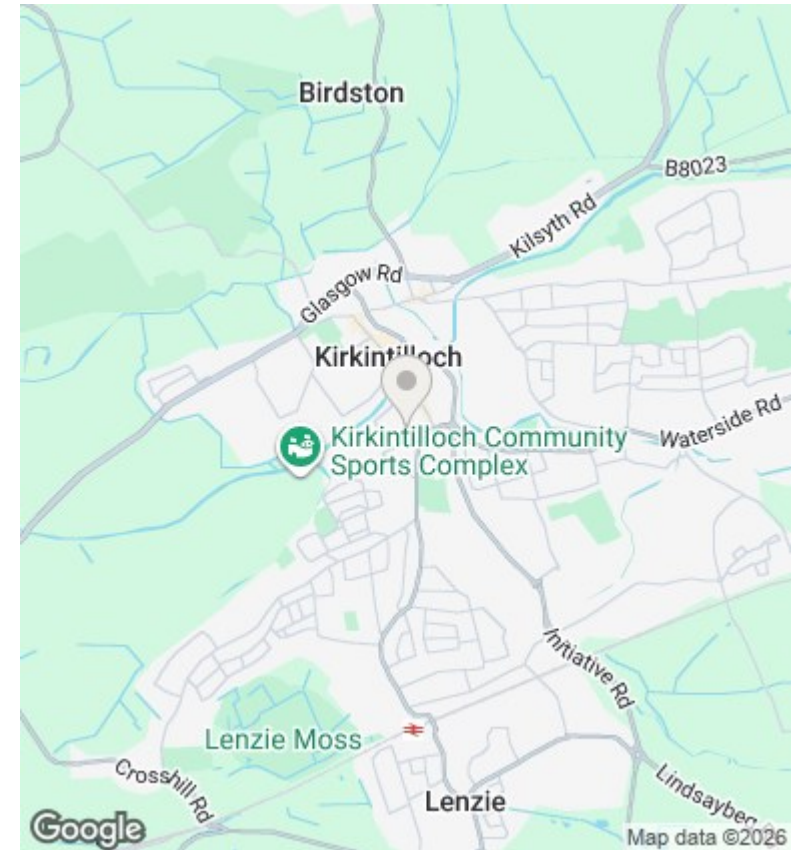 Birdston
B8023
Kilsyth Rd
Glasgow Rd
Kirkintilloch
Waterside Rd
Kirkintilloch Community
Sports Complex
Initiative Rd
Lenzie Moss
Crosshill Rd
Lenzie
Google
Map data ©2026